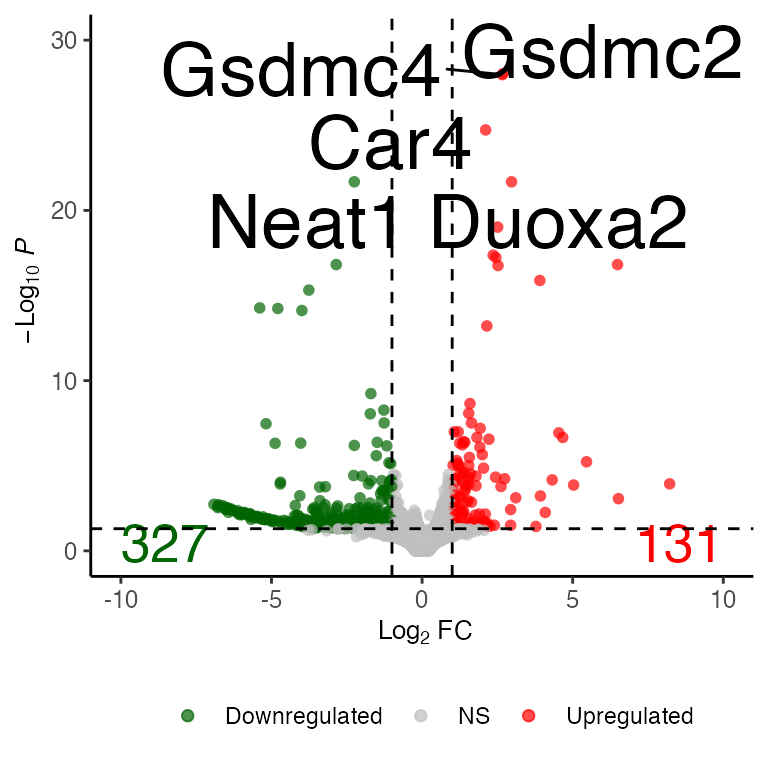 30
Gsdmc4
Gsdmc2
Car4
20
Neat1
Duoxa2
−Log10 P
10
0
327
131
-10 -5 0 5 10
Log2 FC
Downregulated NS Upregulated